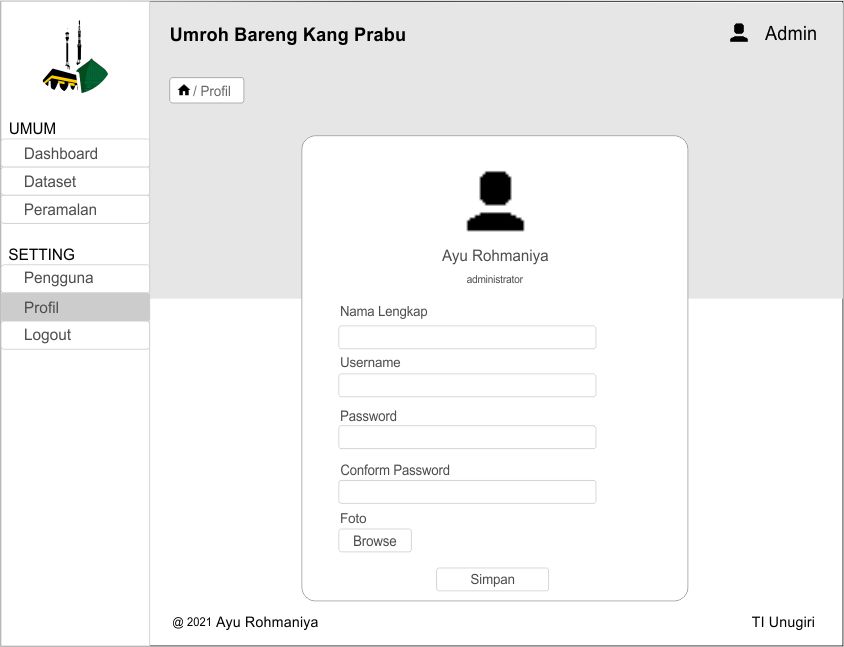 Umroh Bareng Kang Prabu
Admin
/ Profil
UMUM
Dashboard
Dataset
Peramalan
SETTING
Pengguna
Profil
Logout
Ayu Rohmaniya
administrator
Nama Lengkap
Username
Password
Conform Password
Foto
Browse
Simpan
@ 2021 Ayu Rohmaniya
TI Unugiri